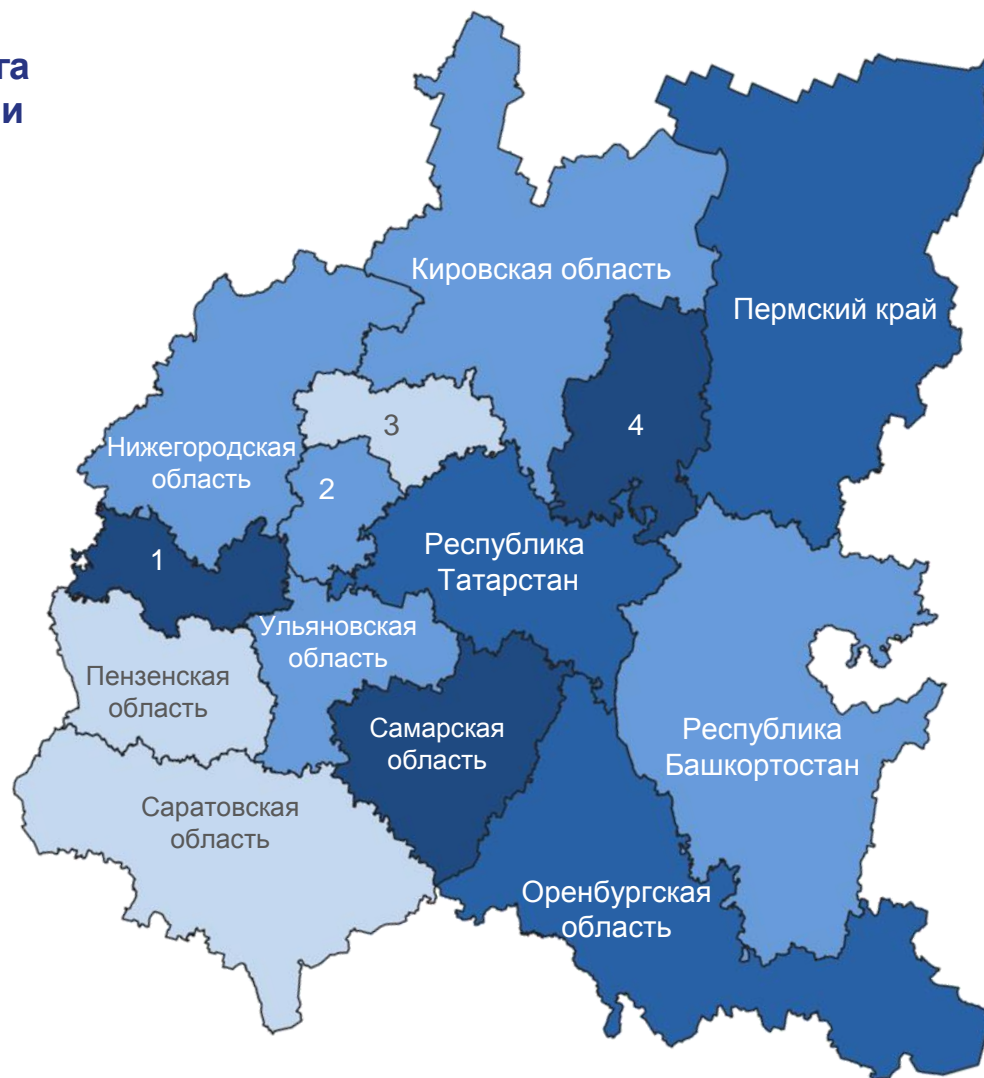 га
и
Кировская область
Пермский край
3
4
Нижегородская
область
2
Республика
Татарстан
1
Ульяновская
область
Пензенская
область
Самарская
область
Республика
Башкортостан
Саратовская
область
Оренбургская
область